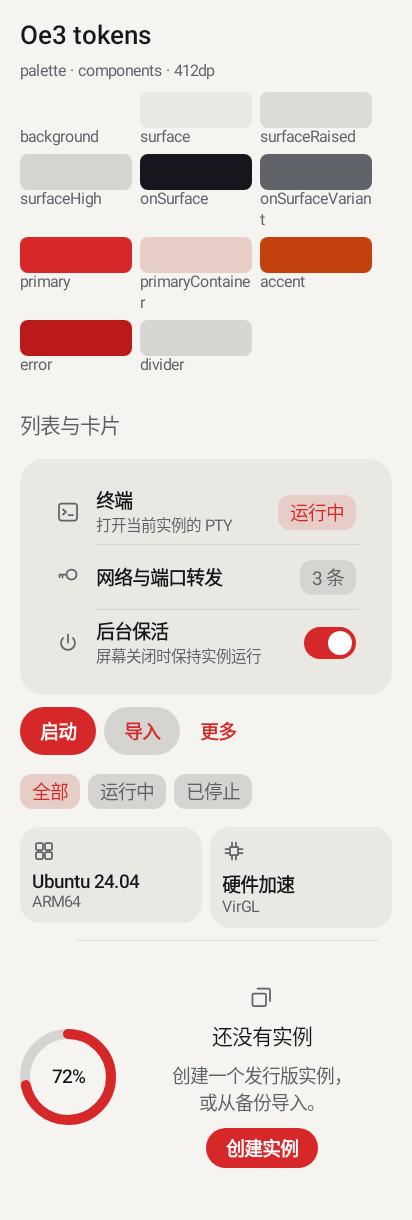 Oe3 tokens
palette · components · 412dp
background
surface
surfaceRaised
surfaceHigh
onSurface
onSurfaceVarian
t
primary
primaryContaine
r
accent
error
divider
列表与卡片
终端
打开当前实例的 PTY
运行中
网络与端口转发
3 条
后台保活
屏幕关闭时保持实例运行
启动
导入
更多
全部
运行中
已停止
Ubuntu 24.04
ARM64
硬件加速
VirGL
72%
还没有实例
创建一个发行版实例，
或从备份导入。
创建实例